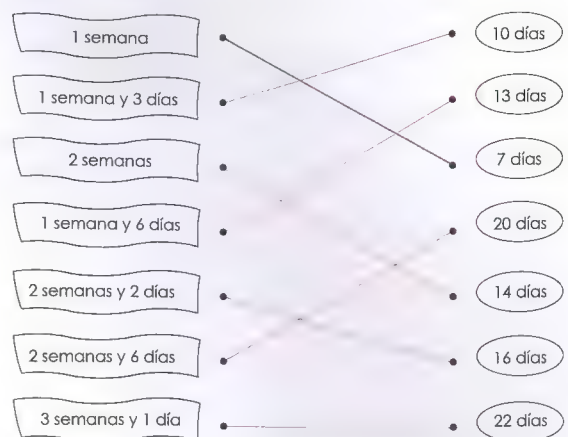 1 semana
10 días
1 semana y 3 días
13 días
2 semanas
7 días
1 semana y 6 días
20 días
2 semanas y 2 días
14 días
2 semanas y 6 días
16 días
3 semanas y 1 día
22 días